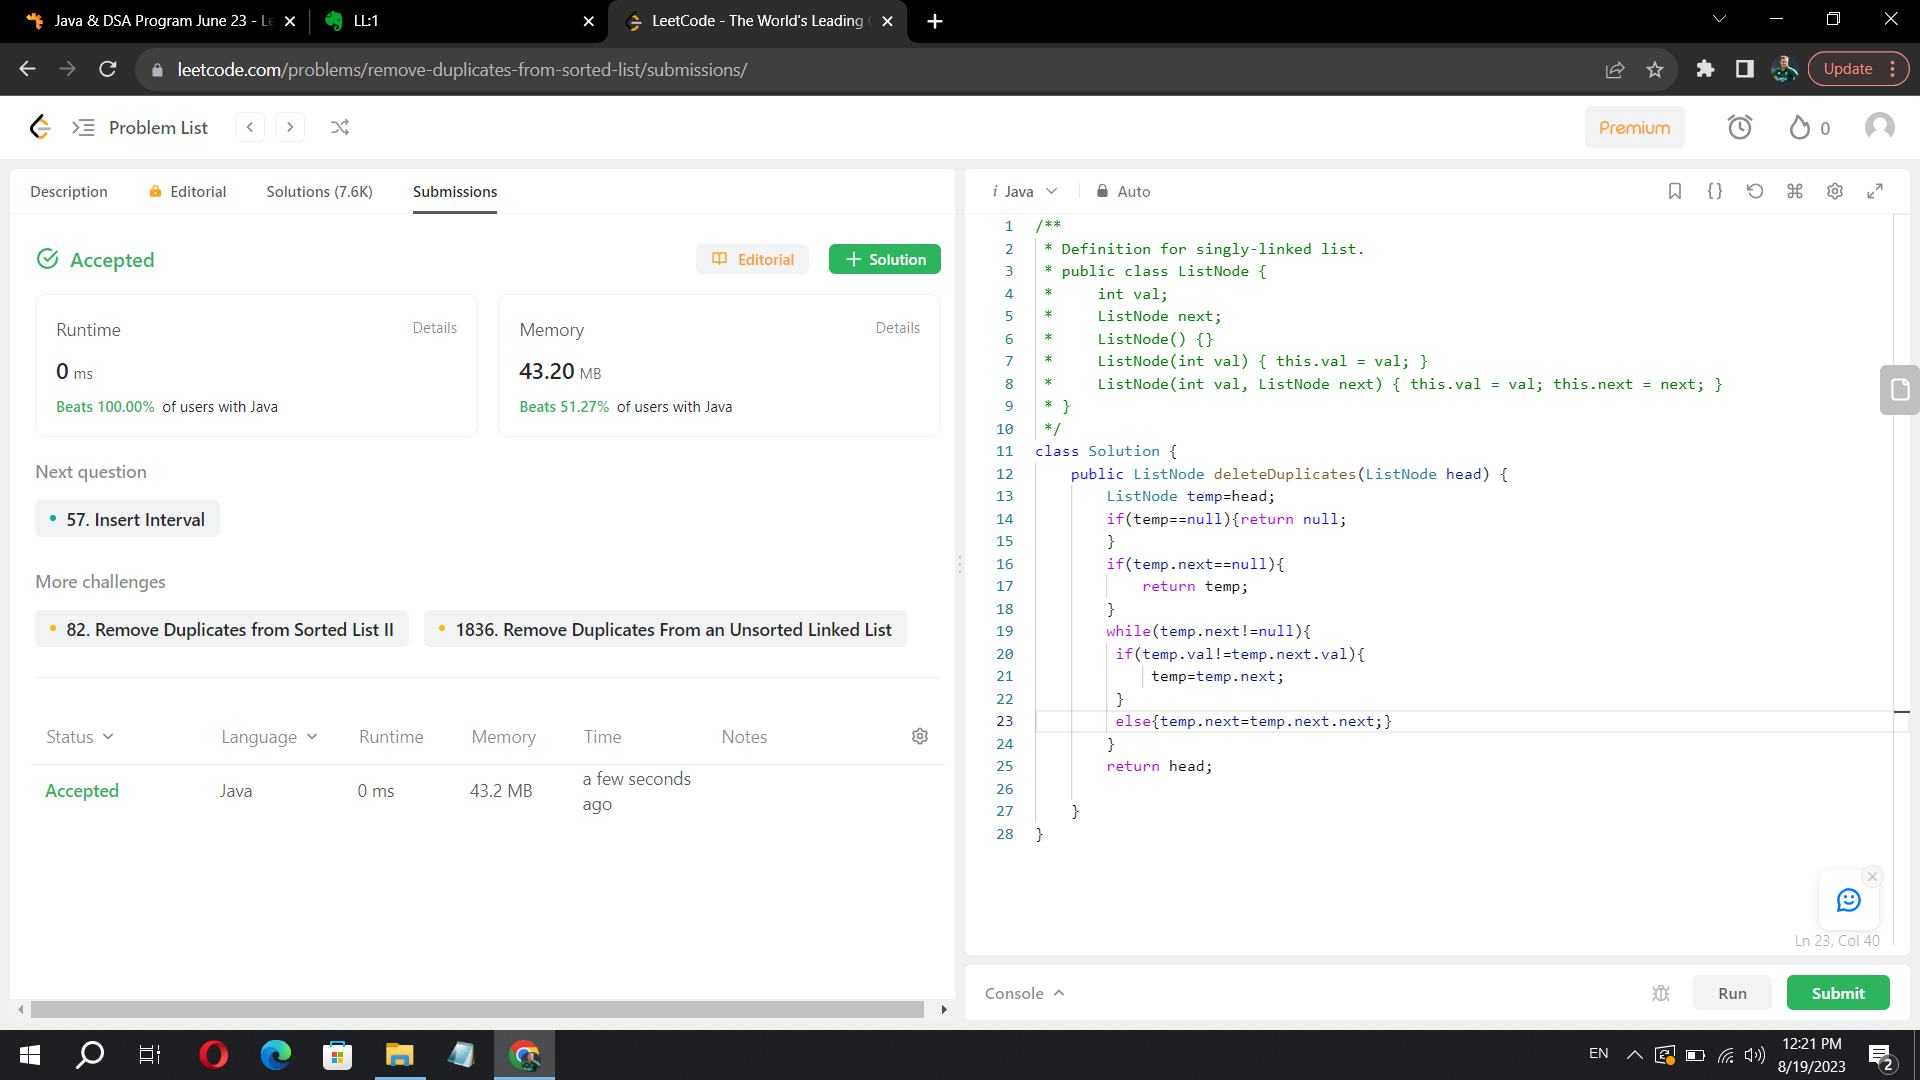 Java & DSA Program June 23 - Le
LL:1
LeetCode - The World's Leading
leetcode.com/problems/remove-duplicates-from-sorted-list/submissions/
Update
Problem List
Premium
0
Description
Editorial
Solutions (7.6K)
Submissions
Accepted
Editorial
+ Solution
Runtime
Details
0 ms
Beats 100.00% of users with Java
Memory
Details
43.20 MB
Beats 51.27% of users with Java
Next question
57. Insert Interval
More challenges
82. Remove Duplicates from Sorted List II
1836. Remove Duplicates From an Unsorted Linked List
Status
Language
Runtime
Memory
Time
Notes
Accepted
Java
0 ms
43.2 MB
a few seconds
ago
i Java
Auto
1 /**
2 * Definition for singly-linked list.
3 * public class ListNode {
4 *     int val;
5 *     ListNode next;
6 *     ListNode() {}
7 *     ListNode(int val) { this.val = val; }
8 *     ListNode(int val, ListNode next) { this.val = val; this.next = next; }
9 * }
10 */
11 class Solution {
12     public ListNode deleteDuplicates(ListNode head) {
13         ListNode temp=head;
14         if(temp==null){return null;
15         }
16         if(temp.next==null){
17             return temp;
18         }
19         while(temp.next!=null){
20          if(temp.val!=temp.next.val){
21              temp=temp.next;
22          }
23          else{temp.next=temp.next.next;}
24         }
25         return head;
26
27     }
28 }
Ln 23, Col 40
Console
Run
Submit
EN
12:21 PM
8/19/2023
2